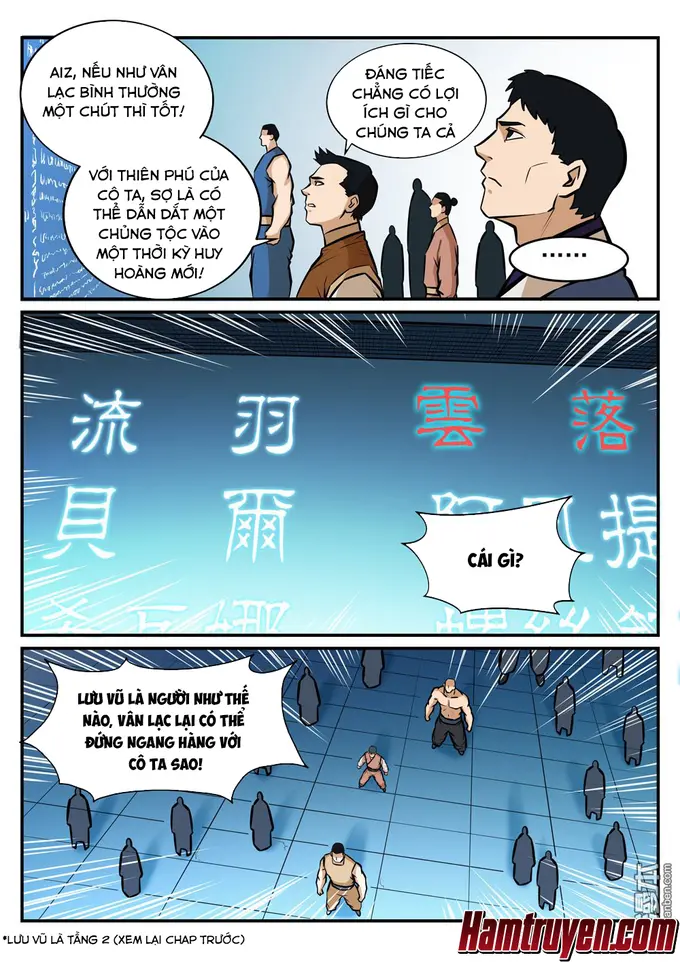 AIZ, NẾU NHƯ VÂN
LẠC BÌNH THƯỜNG
MỘT CHÚT THÌ TỐT!
VỚI THIÊN PHÚ CỦA
CÔ TA, SỢ LÀ CÓ
THỂ DẪN DẮT MỘT
CHỦNG TỘC VÀO
MỘT THỜI KỲ HUY
HOÀNG MỚI!
ĐÁNG TIẾC
CHẲNG CÓ LỢI
ÍCH GÌ CHO
CHÚNG TA CẢ
......
流 羽 雲 落
貝 爾 提
娜
CÁI GÌ?
LƯU VŨ LÀ NGƯỜI NHƯ THẾ
NÀO, VÂN LẠC LẠI CÓ THỂ
ĐỨNG NGANG HÀNG VỚI
CÔ TA SAO!
*LƯU VŨ LÀ TẦNG 2 (XEM LẠI CHAP TRƯỚC)
Hamtruyen.com